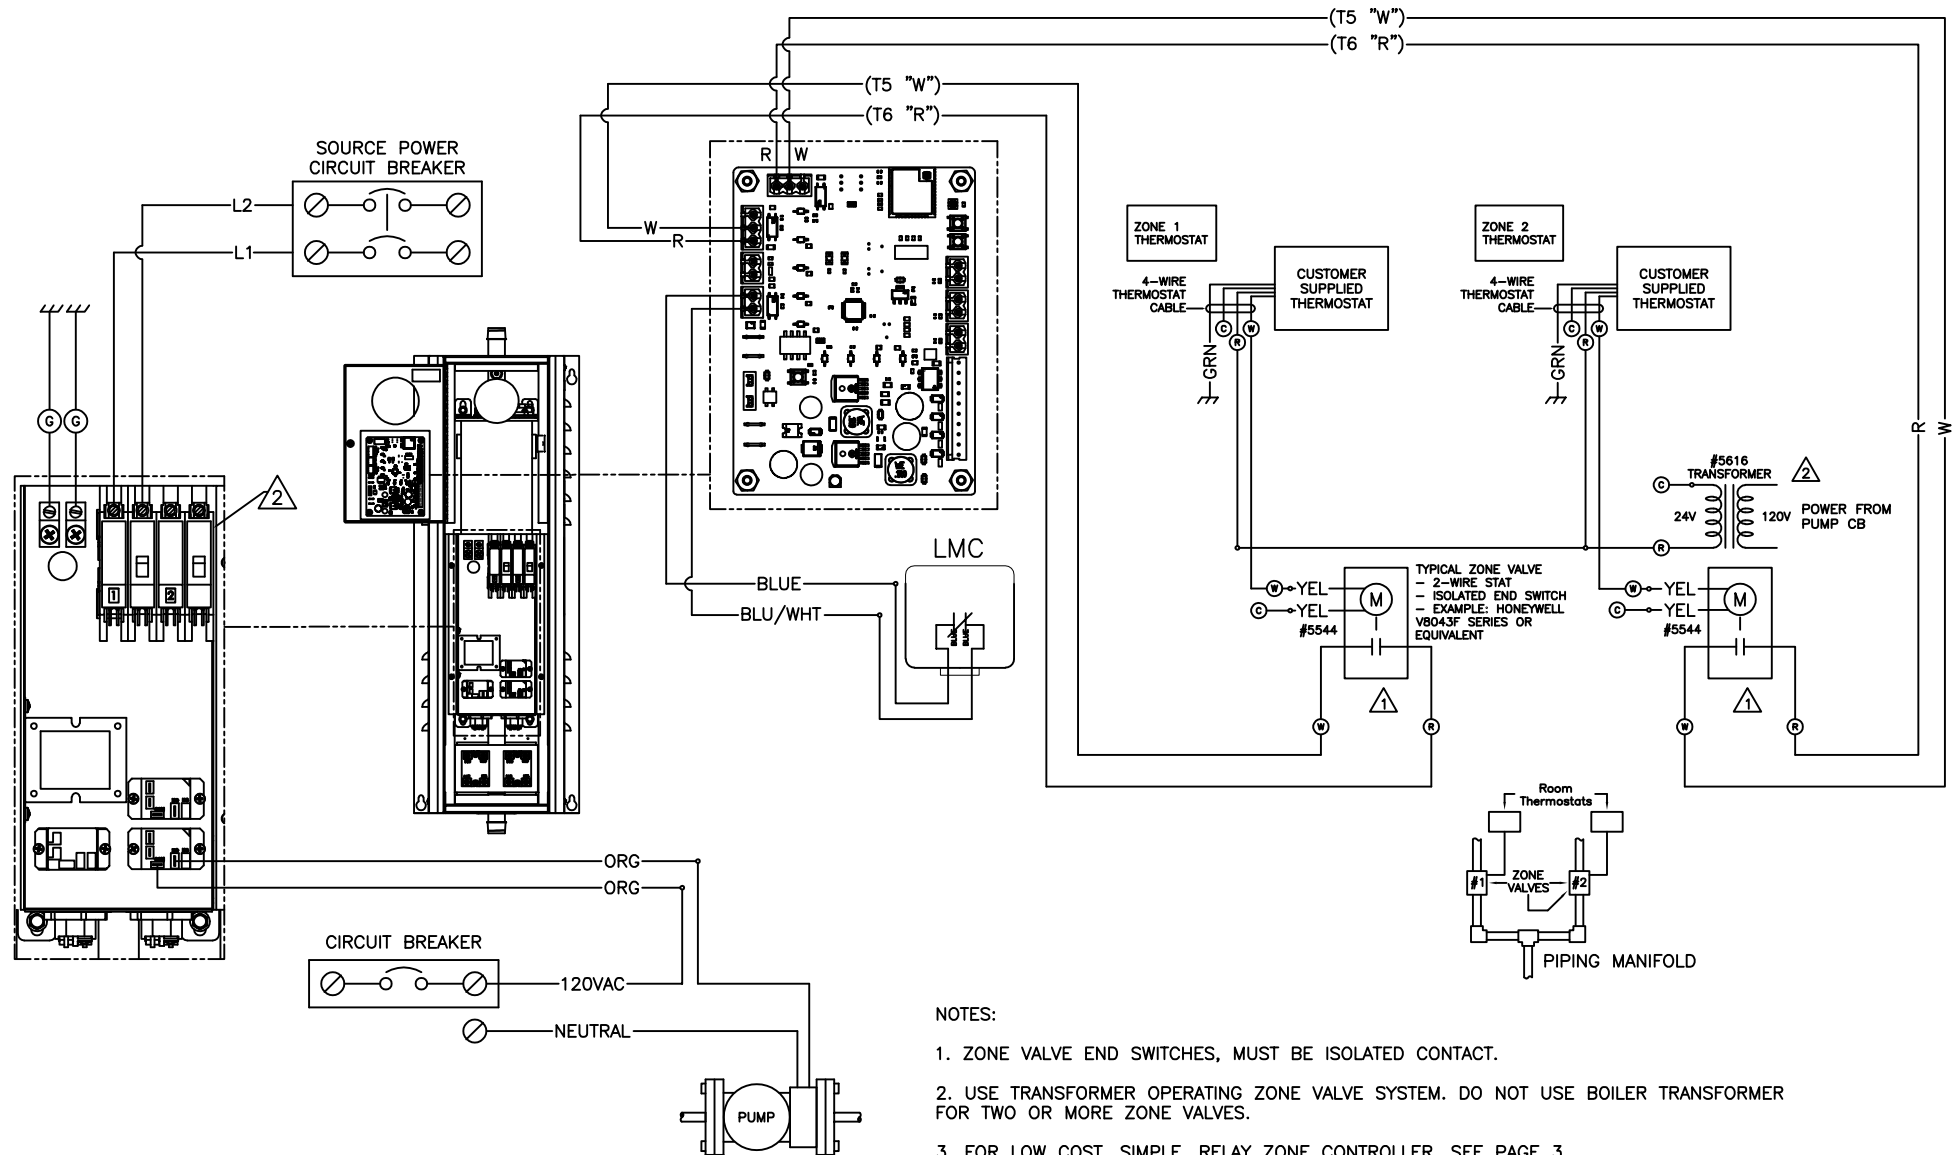 (T5 "W")
(T6 "R")
(T5 "W")
(T6 "R")
SOURCE POWER
CIRCUIT BREAKER
L2
L1
R W
W
R
ZONE 1
THERMOSTAT
4-WIRE
THERMOSTAT
CABLE
CUSTOMER
SUPPLIED
THERMOSTAT
C
W
R
GRN
ZONE 2
THERMOSTAT
4-WIRE
THERMOSTAT
CABLE
CUSTOMER
SUPPLIED
THERMOSTAT
C
W
R
GRN
R
W
G
G
2
1
2
#5616
TRANSFORMER
C
24V
120V
R
2
POWER FROM
PUMP CB
LMC
BLUE
BLU/WHT
BLUE
BLUE
W
YEL
C
YEL
#5544
M
TYPICAL ZONE VALVE
- 2-WIRE STAT
- ISOLATED END SWITCH
- EXAMPLE: HONEYWELL
V8043F SERIES OR
EQUIVALENT
1
W
R
W
YEL
C
YEL
#5544
M
1
W
R
Room
Thermostats
#1
ZONE
VALVES
#2
PIPING MANIFOLD
ORG
ORG
CIRCUIT BREAKER
120VAC
NEUTRAL
PUMP
NOTES:
1. ZONE VALVE END SWITCHES, MUST BE ISOLATED CONTACT.
2. USE TRANSFORMER OPERATING ZONE VALVE SYSTEM. DO NOT USE BOILER TRANSFORMER
FOR TWO OR MORE ZONE VALVES.
3. FOR LOW COST, SIMPLE, RELAY ZONE CONTROLLER, SEE PAGE 3.